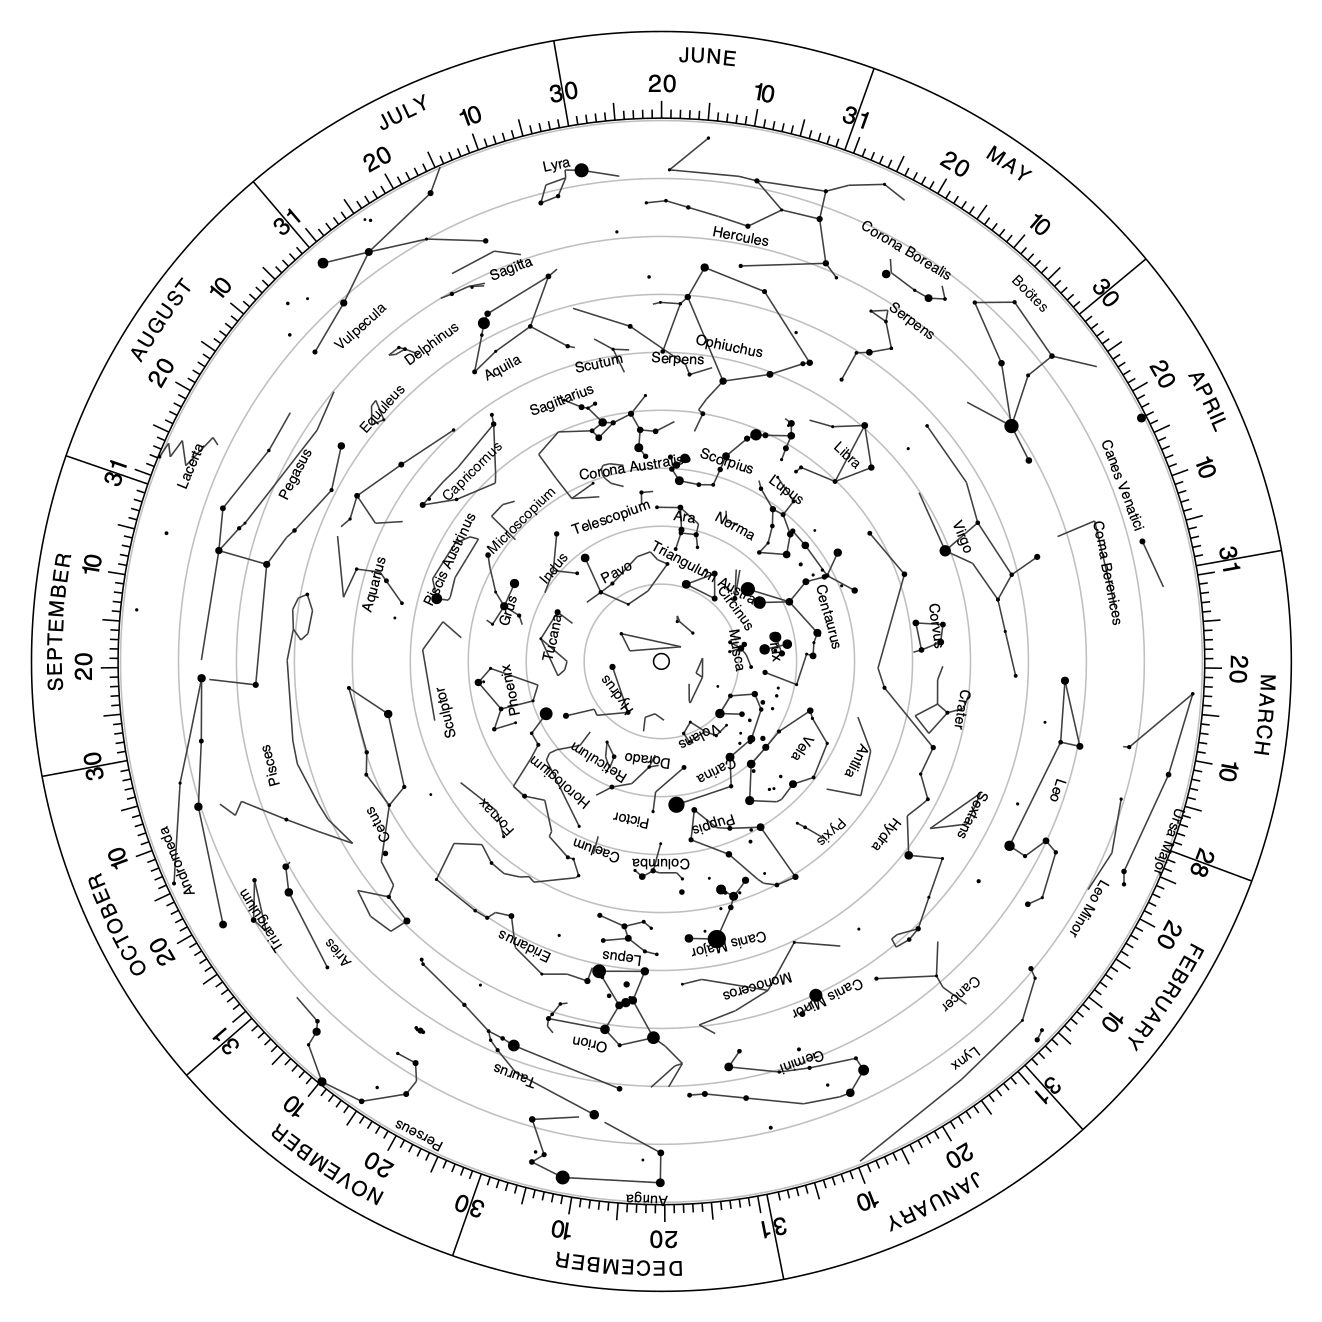 JUNE
10
20
30
JULY
10
20
31
AUGUST
10
20
31
SEPTEMBER
10
20
30
OCTOBER
10
20
31
NOVEMBER
10
20
30
DECEMBER
10
20
31
JANUARY
10
20
31
FEBRUARY
10
20
28
MARCH
10
20
31
APRIL
10
20
30
MAY
10
20
31
Lyra
Hercules
Corona Borealis
Boötes
Sagitta
Vulpecula
Delphinus
Aquila
Scutum
Serpens
Ophiuchus
Serpens
Equuleus
Sagittarius
Lacerta
Pegasus
Capricornus
Corona Australis
Scorpius
Libra
Lupus
Canes Venatici
Microscopium
Telescopium
Ara
Norma
Virgo
Coma Berenices
Aquarius
Piscis Austrinus
Indus
Pavo
Triangulum Austra
Circinus
Centaurus
Grus
Tucana
Musca
rux
Corvus
Sculptor
Phoenix
Hydrus
Volans
Crater
Pisces
Reticulum
Dorado
Carina
Vela
Antlia
Leo
Horologium
Fornax
Pictor
Puppis
Pyxis
Hydra
Sextans
Ursa Major
Cetus
Caelum
Columba
Andromeda
Triangulum
Aries
Eridanus
Lepus
Canis
Major
Leo Minor
Monoceros
Canis Minor
Cancer
Orion
Taurus
Gemini
Lynx
Perseus
Auriga